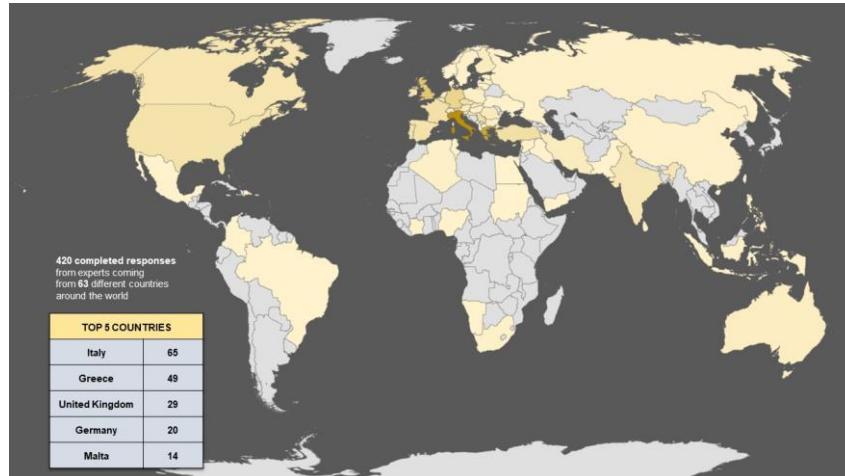 420 completed responses
from experts coming
from 63 different countries
around the world
TOP 5 COUNTRIES
Italy 65
Greece 49
United Kingdom 29
Germany 20
Malta 14